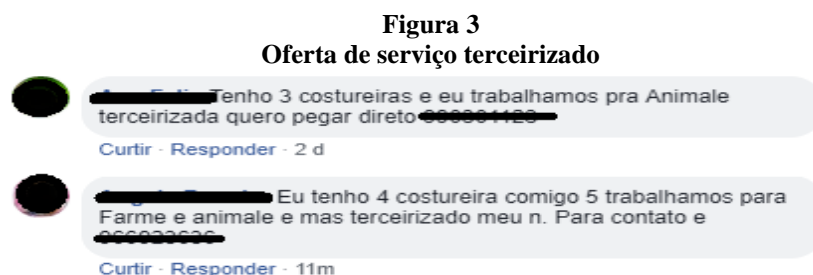 Figura 3
Oferta de serviço terceirizado
Tenho 3 costureiras e eu trabalhamos pra Animale
terceirizada quero pegar direto
Curtir · Responder · 2 d
Eu tenho 4 costureira comigo 5 trabalhamos para
Farme e animale e mas terceirizado meu n. Para contato e
Curtir · Responder · 11m